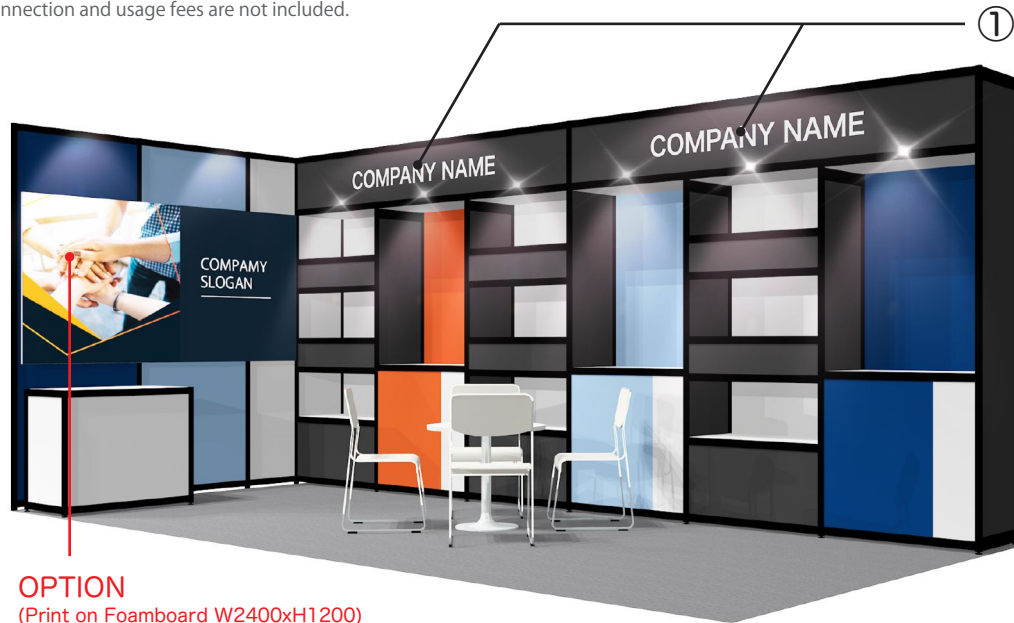 nnection and usage fees are not included.
①
COMPANY NAME
COMPANY NAME
COMPAMY
SLOGAN
OPTION
(Print on Foamboard W2400xH1200)